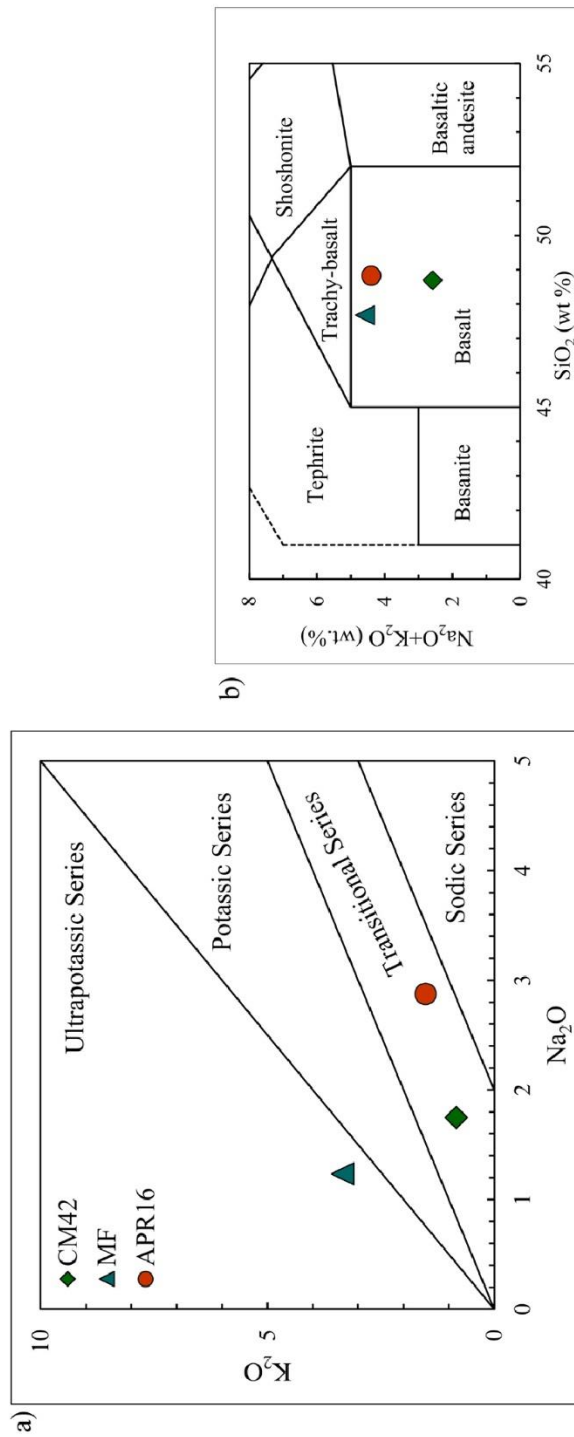 a)
10
5
0
K₂O
CM42
MF
APR16
Ultrapotassic Series
Potassic Series
Transitional Series
Sodic Series
0
1
2
3
4
5
Na₂O
b)
8
6
4
2
0
Na₂O+K₂O (wt.%)
Tephrite
Basanite
Trachy-basalt
Basalt
Shoshonite
Basaltic
andesite
40
45
50
55
SiO₂ (wt %)